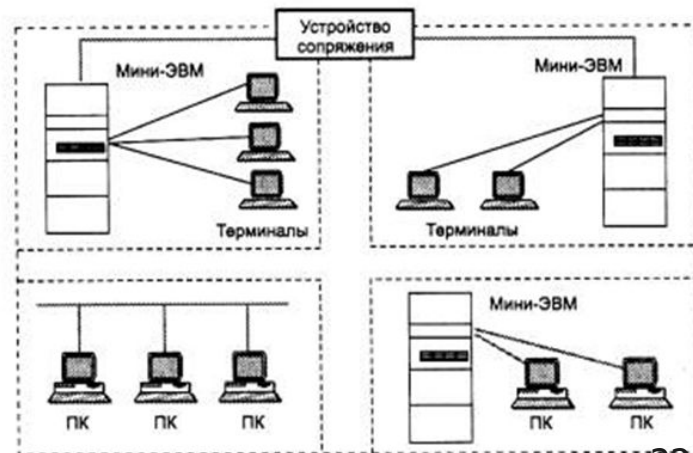 Устройство
сопряжения
Мини-ЭВМ
Мини-ЭВМ
Терминалы
Терминалы
Мини-ЭВМ
ПК
ПК
ПК
ПК
ПК